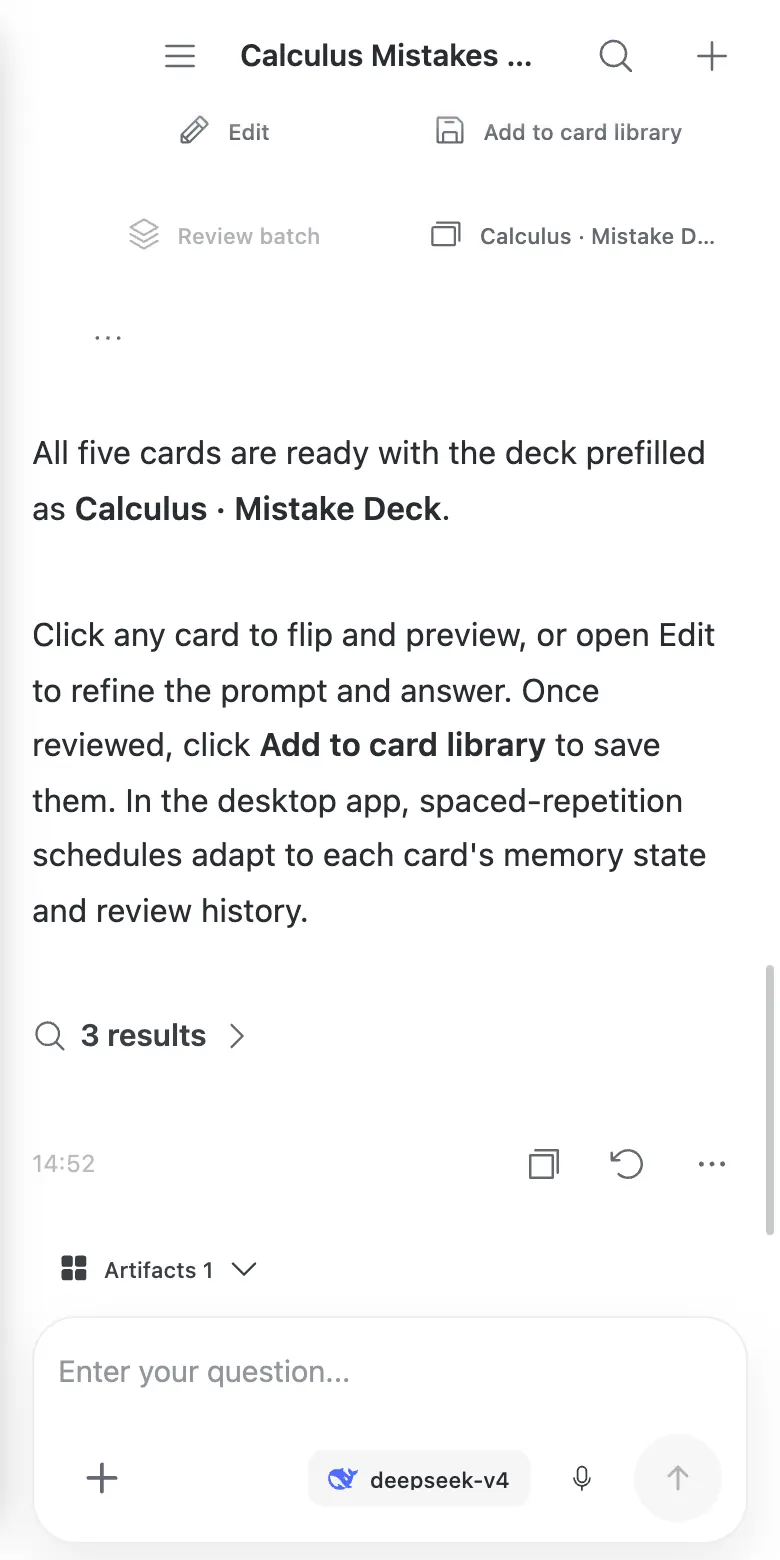 Calculus Mistakes ...
Edit
Add to card library
Review batch
Calculus · Mistake D...
...
All five cards are ready with the deck prefilled
as Calculus · Mistake Deck.
Click any card to flip and preview, or open Edit
to refine the prompt and answer. Once
reviewed, click Add to card library to save
them. In the desktop app, spaced-repetition
schedules adapt to each card's memory state
and review history.
3 results
14:52
Artifacts 1
Enter your question...
deepseek-v4